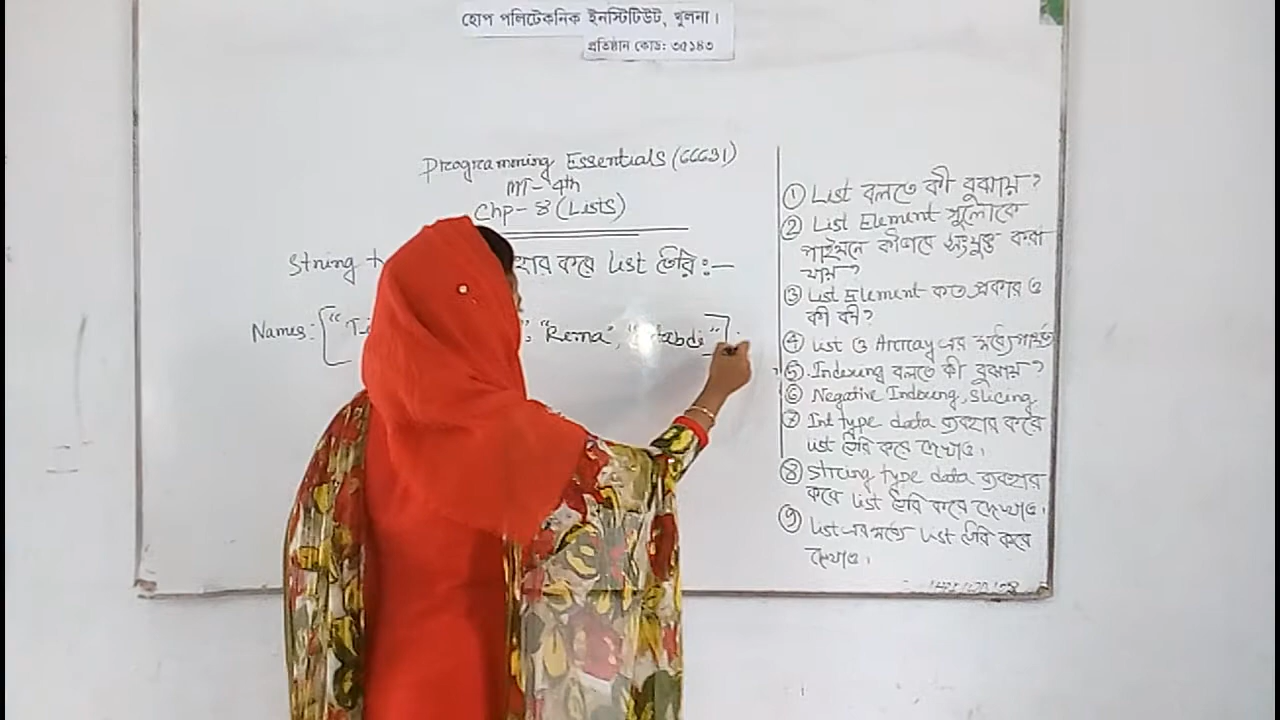 হোপ পলিটেকনিক ইনস্টিটিউট, খুলনা।
প্রতিষ্ঠান কোড: ৩৫১৪৩
Programming Essentials (66631)
MT- 4th
Chp- 8 (Lists)
String করে List তৈরি :—
Names: [" "Rema",
① List বলতে কী বুঝায়?
② List Element গুলোকে
পাইথনে কীভাবে সংযুক্ত করা
যায়?
③ List Element কত প্রকার ও
কী কী?
④ List ও Array এর মধ্যে পার্থক্য
⑤ Indexing বলতে কী বুঝায়?
⑥ Negative Indexing, Slicing
⑦ Int type data ব্যবহার করে
List তৈরি করে দেখাও।
⑧ String type data ব্যবহার
করে List তৈরি করে দেখাও।
⑨ List এর মধ্যে List তৈরি করে
দেখাও।